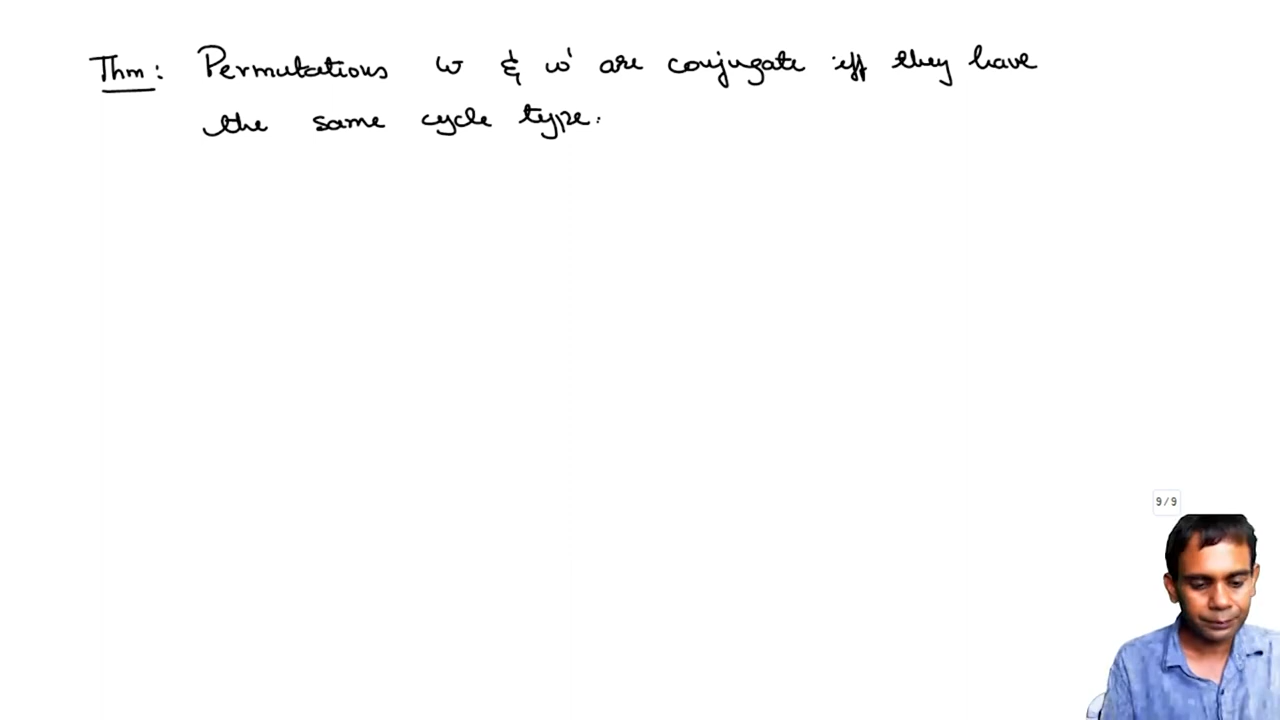 Thm: Permutations w & w' are conjugate iff they have
the same cycle type.
9/9